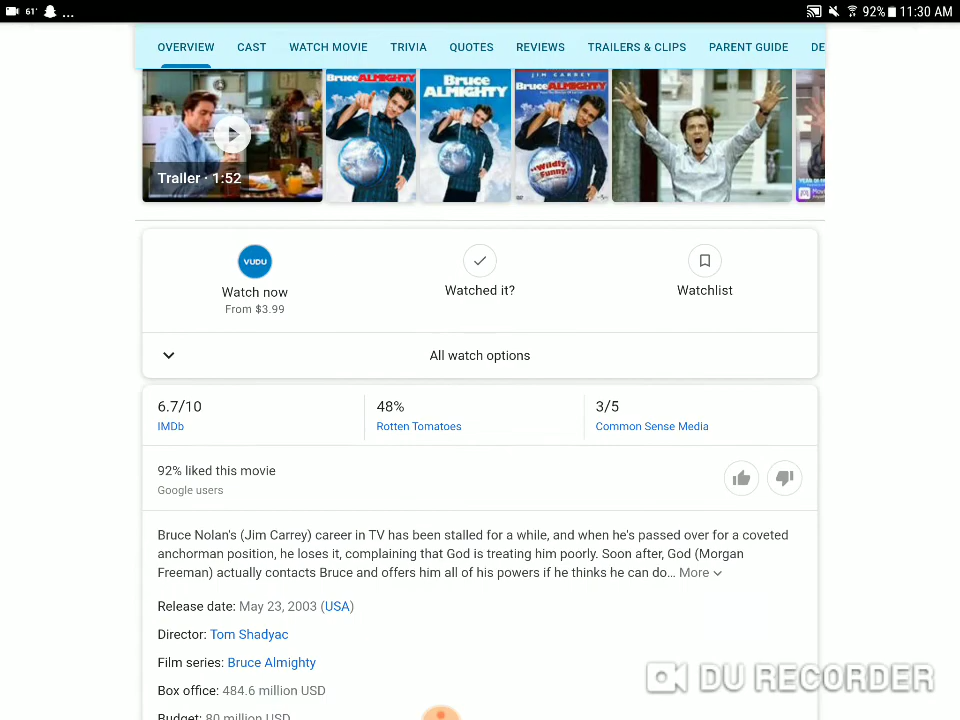 61° ... 92% 11:30 AM
OVERVIEW CAST WATCH MOVIE TRIVIA QUOTES REVIEWS TRAILERS & CLIPS PARENT GUIDE DE
Trailer · 1:52
Bruce ALMIGHTY
Bruce ALMIGHTY
JIM CARREY
Bruce ALMIGHTY
"Wildly Funny."
VUDU
Watch now
From $3.99
Watched it?
Watchlist
All watch options
6.7/10
IMDb
48%
Rotten Tomatoes
3/5
Common Sense Media
92% liked this movie
Google users
Bruce Nolan's (Jim Carrey) career in TV has been stalled for a while, and when he's passed over for a coveted
anchorman position, he loses it, complaining that God is treating him poorly. Soon after, God (Morgan
Freeman) actually contacts Bruce and offers him all of his powers if he thinks he can do… More
Release date: May 23, 2003 (USA)
Director: Tom Shadyac
Film series: Bruce Almighty
Box office: 484.6 million USD
Budget: 80 million USD
DU RECORDER